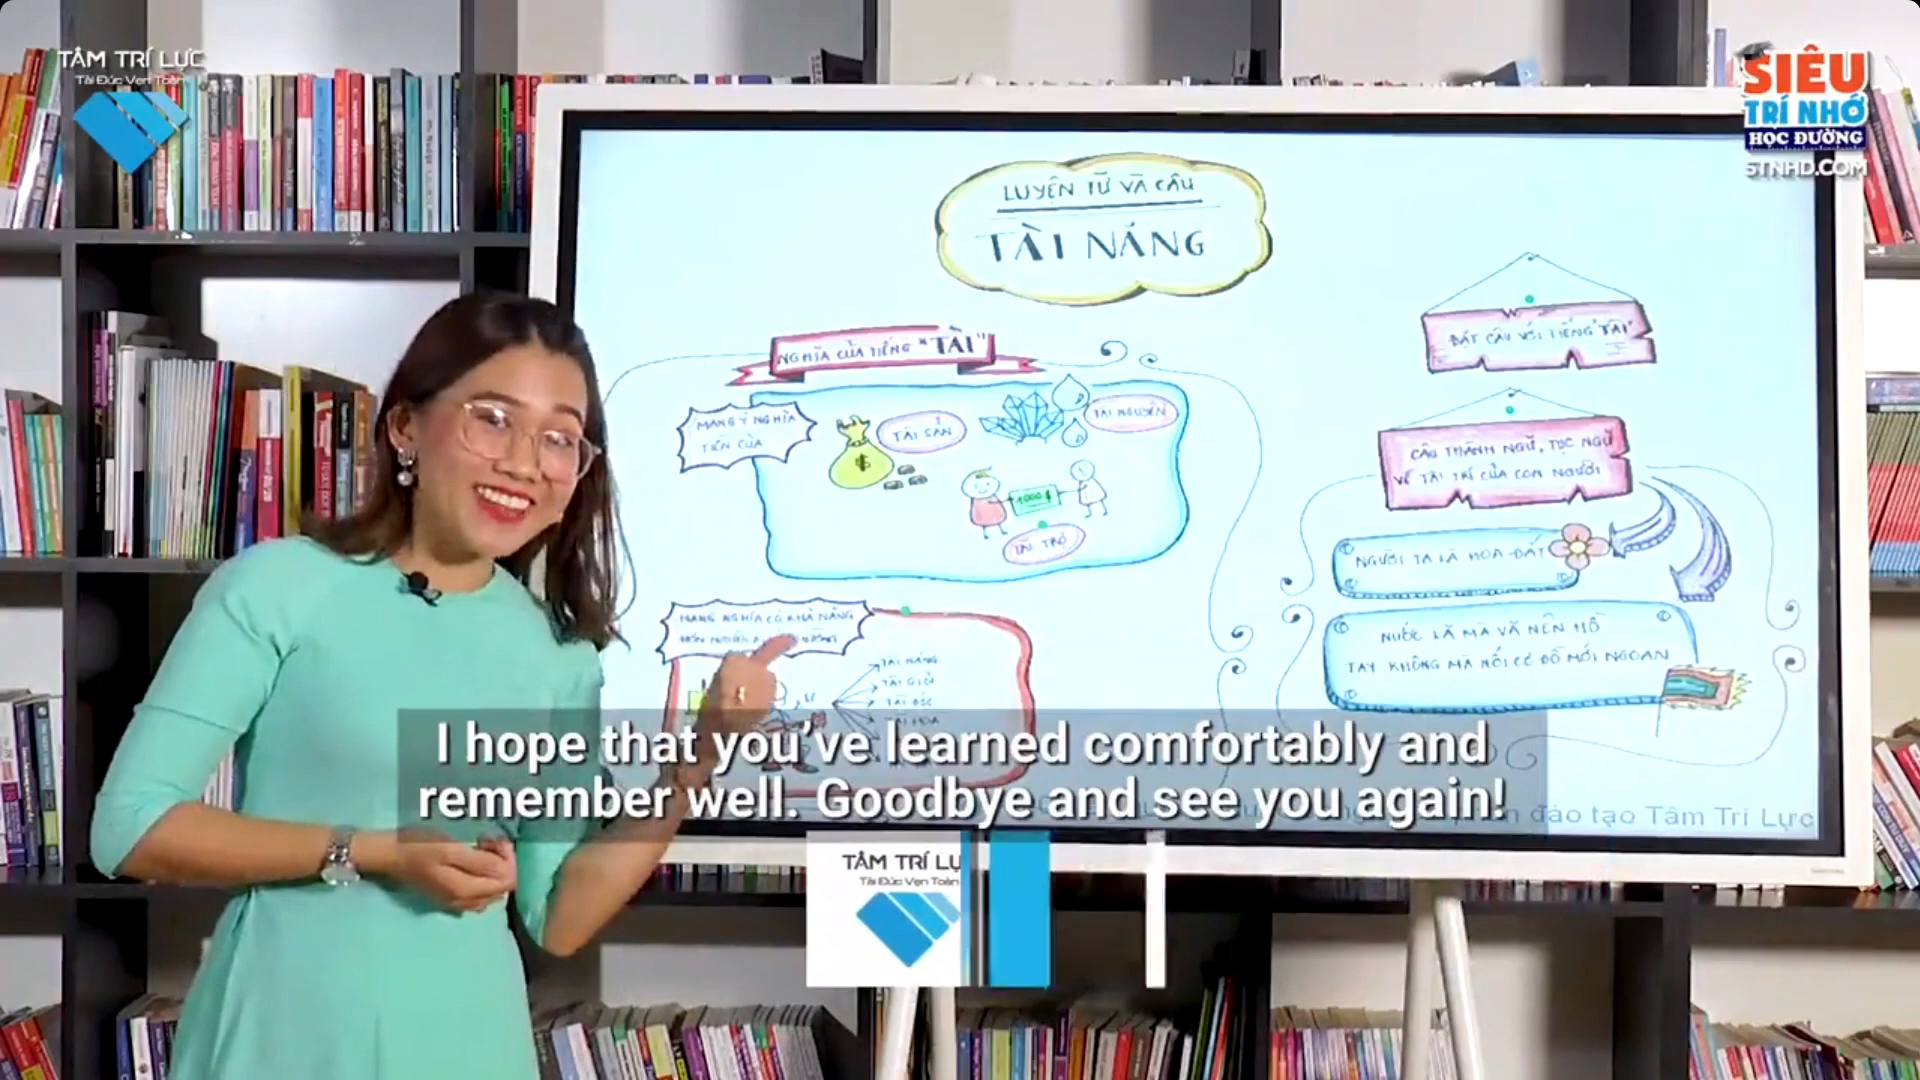 TÂM TRÍ LỰC
Tài Đức Vẹn Toàn
SIÊU
TRÍ NHỚ
HỌC ĐƯỜNG
STNHD.COM
LUYỆN TỪ VÀ CÂU
TÀI NĂNG
NGHĨA CỦA TIẾNG "TÀI"
MANG Ý NGHĨA
TIỀN CỦA
TÀI SẢN
TÀI NGUYÊN
$
1000$
TÀI TRỢ
MANG NGHĨA CÓ KHẢ NĂNG
HƠN NGƯỜI
TÀI NĂNG
TÀI GIỎI
TÀI ĐỨC
TÀI HOA
ĐẶT CÂU VỚI TIẾNG "TÀI"
CÂU THÀNH NGỮ, TỤC NGỮ
VỀ TÀI TRÍ CỦA CON NGƯỜI
NGƯỜI TA LÀ HOA ĐẤT
NƯỚC LÃ MÀ VÃ NÊN HỒ
TAY KHÔNG MÀ NỔI CƠ ĐỒ MỚI NGOAN
I hope that you've learned comfortably and
remember well. Goodbye and see you again!
đào tạo Tâm Trí Lực
TÂM TRÍ LỰ
Tài Đức Vẹn Toàn